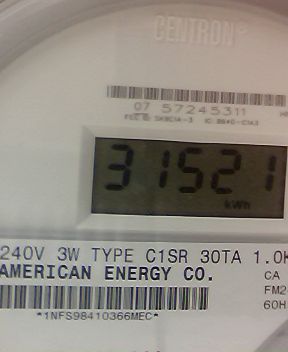 CENTRON®
07 57245311
31521
kWh
240V 3W TYPE C1SR 30TA 1.0K
AMERICAN ENERGY CO.
CA
FM2
60H
*1NFS98410366MEC*